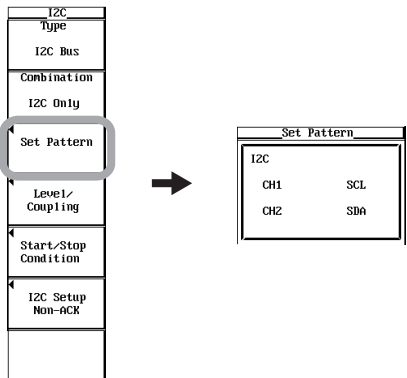 I2C
Type
I2C Bus
Combination
I2C Only
Set Pattern
Level/
Coupling
Start/Stop
Condition
I2C Setup
Non-ACK
Set Pattern
I2C
CH1 SCL
CH2 SDA